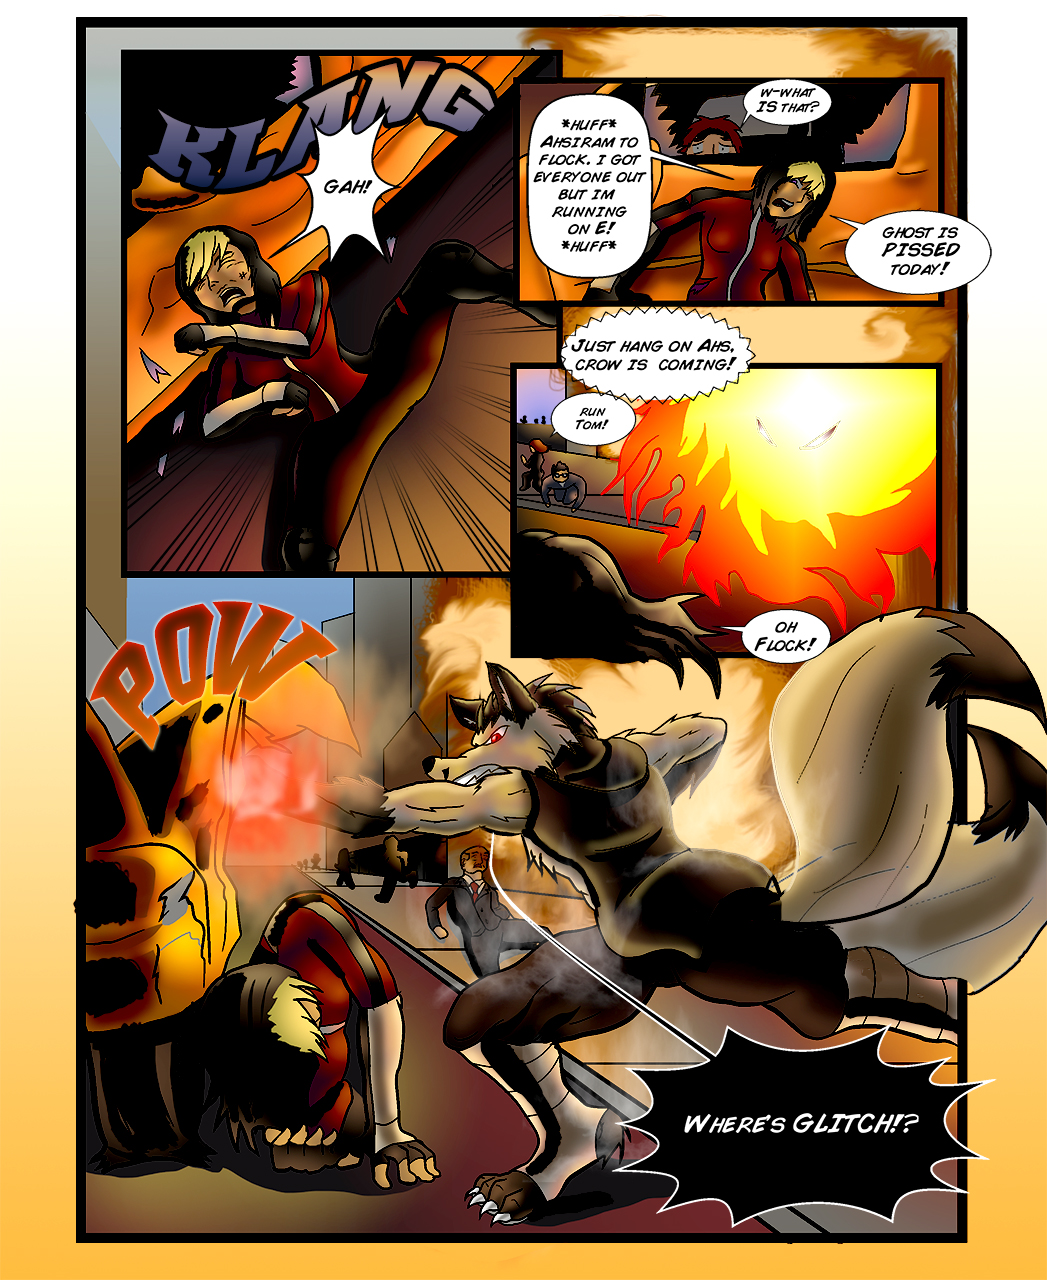 KLANG
GAH!
W-WHAT
IS THAT?
*HUFF*
AHSIRAM TO
FLOCK. I GOT
EVERYONE OUT
BUT IM
RUNNING
ON E!
*HUFF*
GHOST IS
PISSED
TODAY!
JUST HANG ON AHS,
CROW IS COMING!
RUN
TOM!
OH
FLOCK!
POW
WHERE'S GLITCH!?